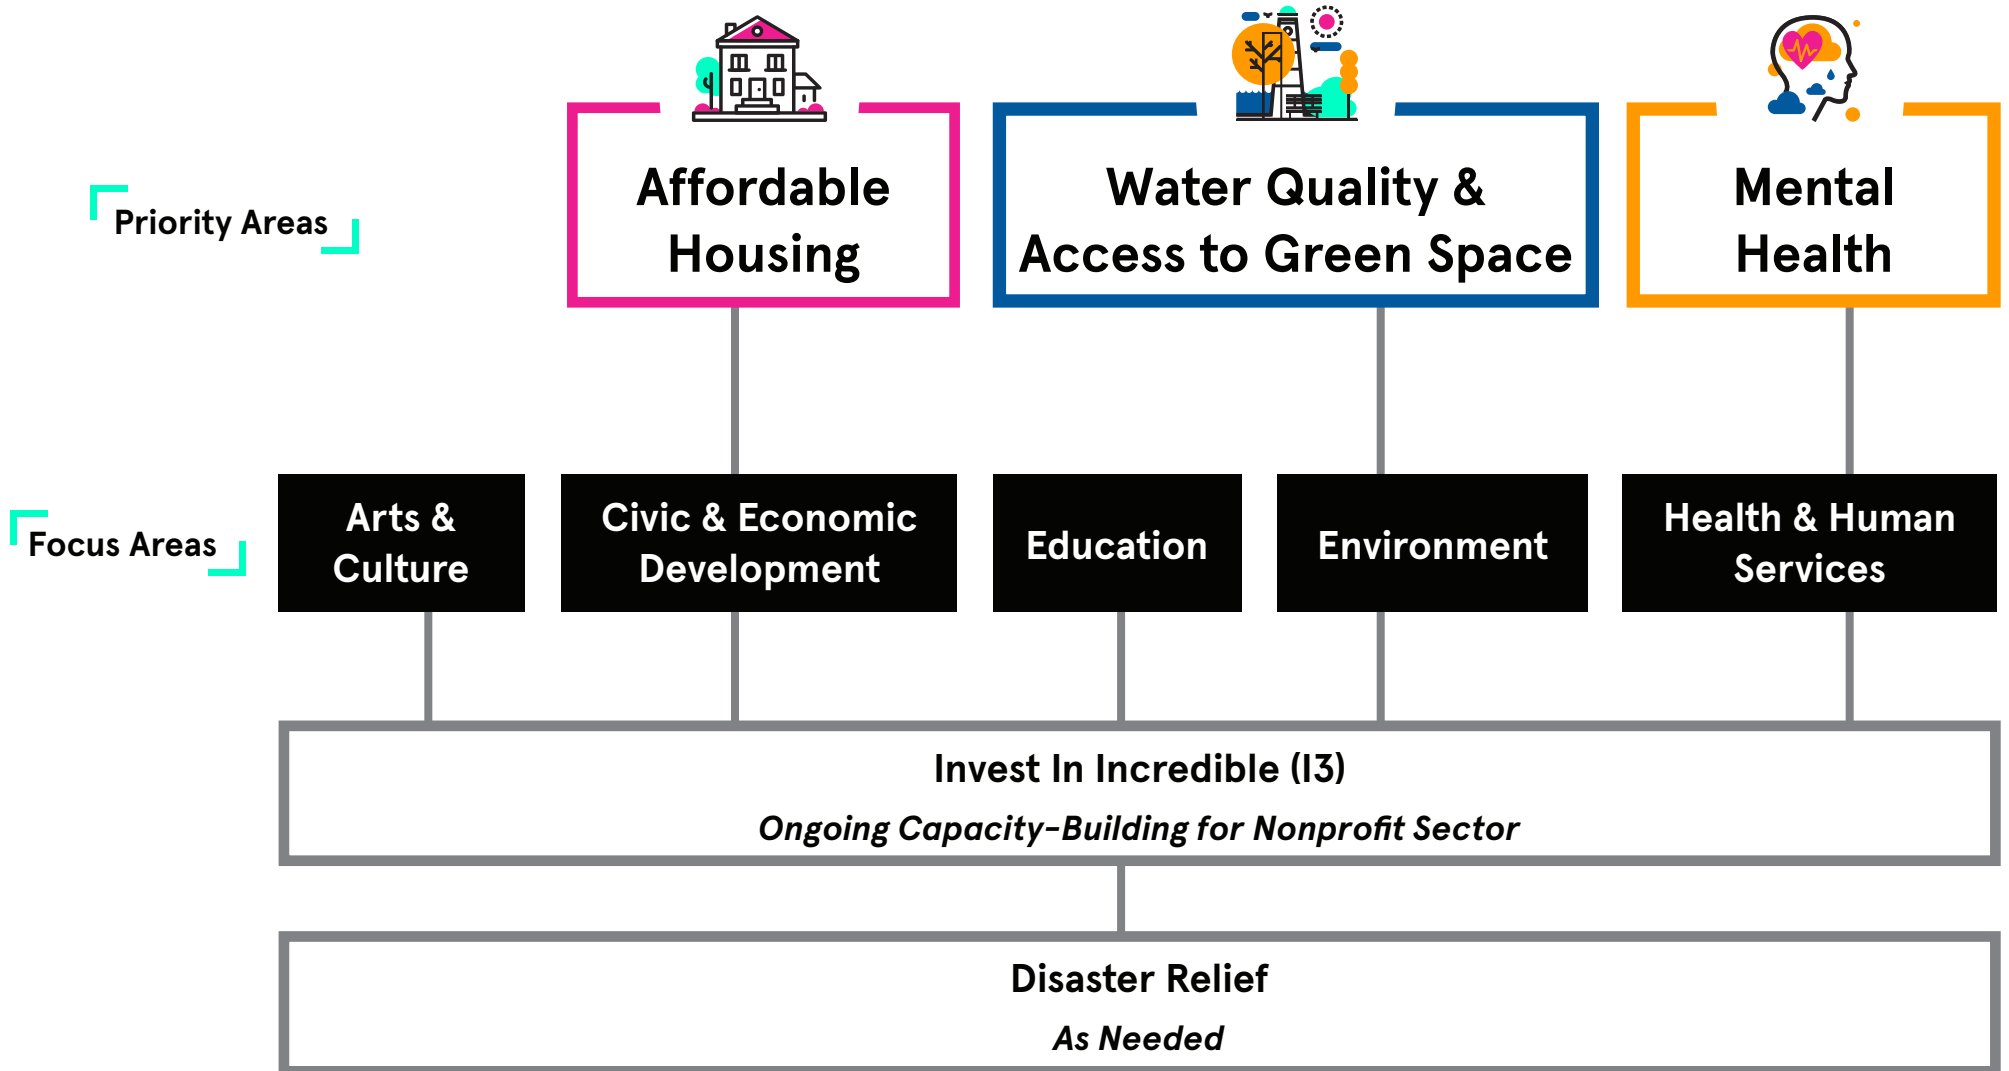 Priority Areas
Affordable
Housing
Water Quality &
Access to Green Space
Mental
Health
Focus Areas
Arts &
Culture
Civic & Economic
Development
Education
Environment
Health & Human
Services
Invest In Incredible (I3)
Ongoing Capacity-Building for Nonprofit Sector
Disaster Relief
As Needed